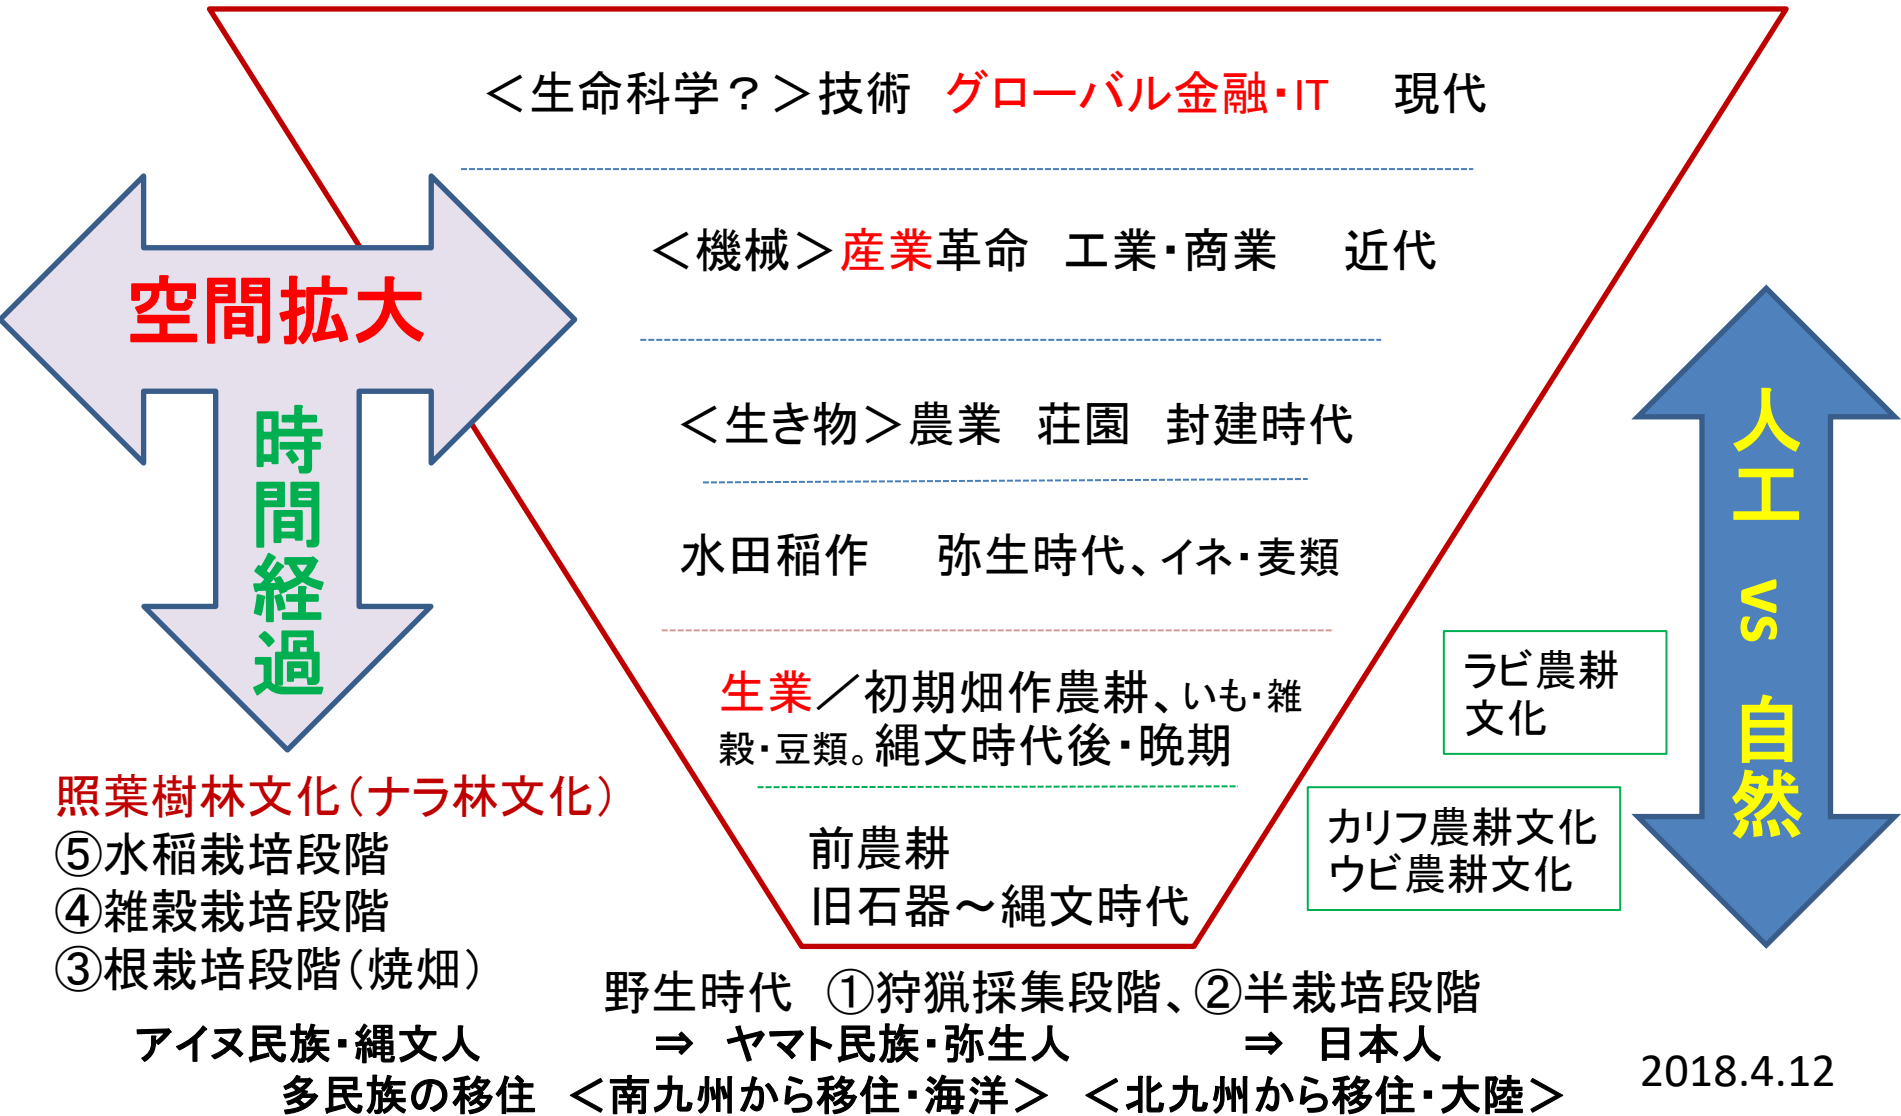 ＜生命科学？＞技術　グローバル金融・IT　現代
＜機械＞産業革命　工業・商業　近代
空間拡大
時間経過
＜生き物＞農業　荘園　封建時代
水田稲作　弥生時代、イネ・麦類
生業／初期畑作農耕、いも・雑
穀・豆類。縄文時代後・晩期
前農耕
旧石器～縄文時代
人工　vs　自然
ラビ農耕
文化
カリフ農耕文化
ウビ農耕文化
照葉樹林文化（ナラ林文化）
⑤水稲栽培段階
④雑穀栽培段階
③根栽培段階（焼畑）
野生時代　①狩猟採集段階、②半栽培段階
アイヌ民族・縄文人　⇒　ヤマト民族・弥生人　⇒　日本人
多民族の移住　＜南九州から移住・海洋＞　＜北九州から移住・大陸＞
2018.4.12